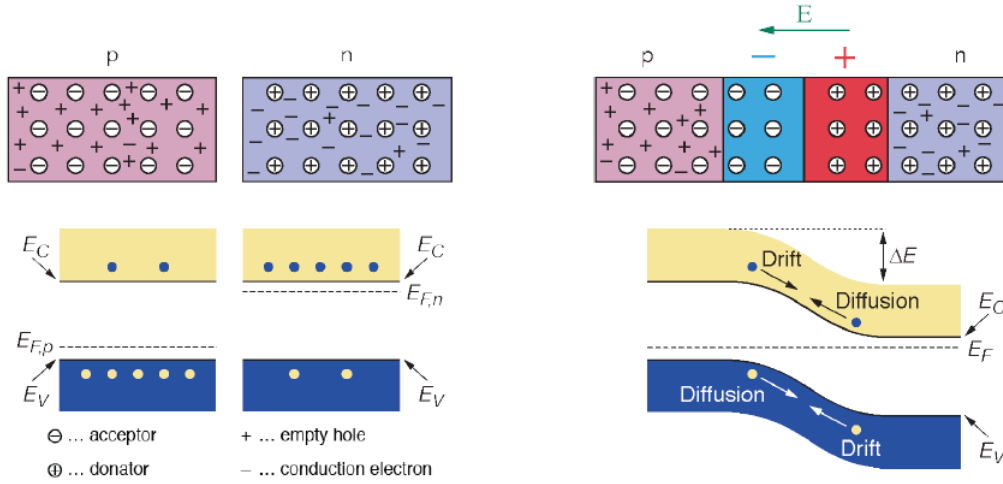 E
p
n
p
− +
n
E_C
E_C
E_F,n
E_F,p
E_V
E_V
⊖ ... acceptor
+ ... empty hole
⊕ ... donator
− ... conduction electron
Drift
ΔE
Diffusion
E_C
E_F
Diffusion
Drift
E_V